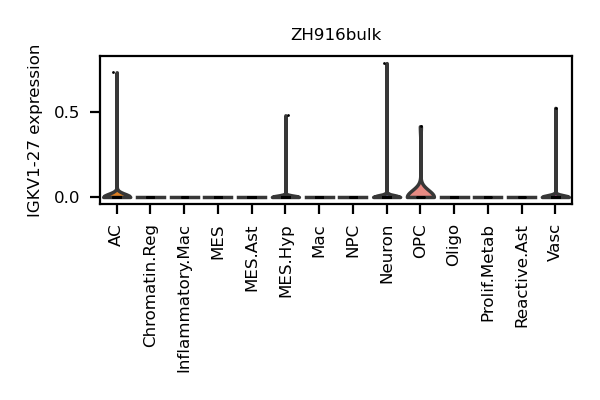 ZH916bulk
IGKV1-27 expression
0.5
0.0
AC
Chromatin.Reg
Inflammatory.Mac
MES
MES.Ast
MES.Hyp
Mac
NPC
Neuron
OPC
Oligo
Prolif.Metab
Reactive.Ast
Vasc